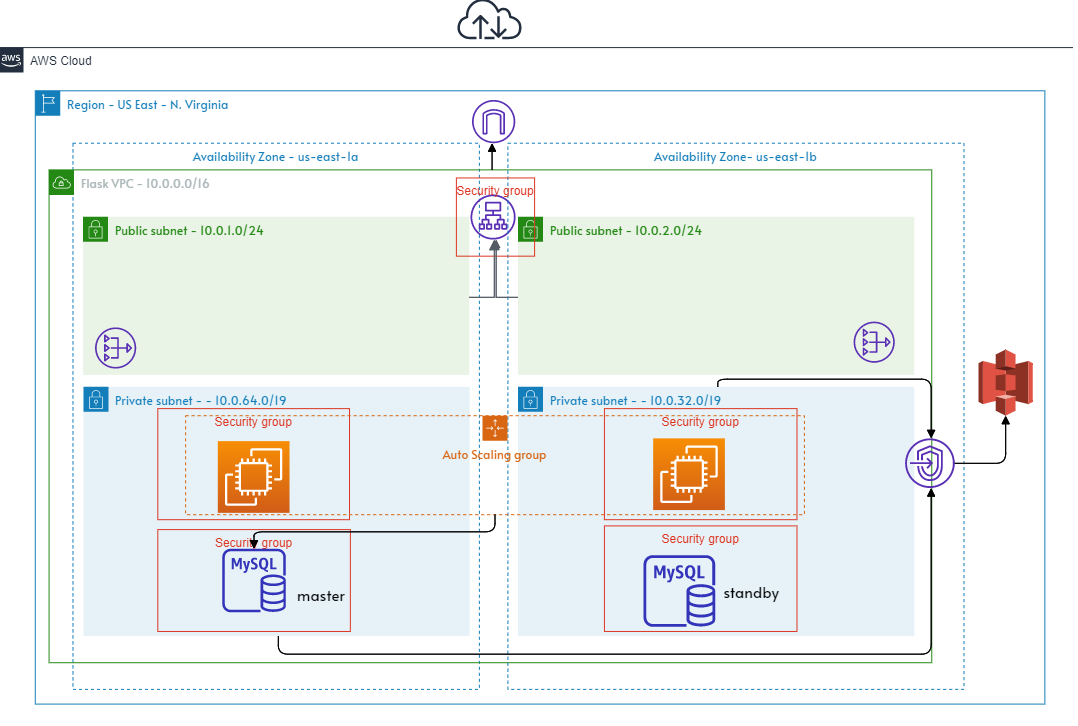 aws
AWS Cloud
Region - US East - N. Virginia
Availability Zone - us-east-1a
Availability Zone- us-east-1b
Flask VPC - 10.0.0.0/16
Security group
Public subnet - 10.0.1.0/24
Public subnet - 10.0.2.0/24
Private subnet - - 10.0.64.0/19
Private subnet - - 10.0.32.0/19
Security group
Security group
Auto Scaling group
Security group
Security group
MySQL
master
MySQL
standby